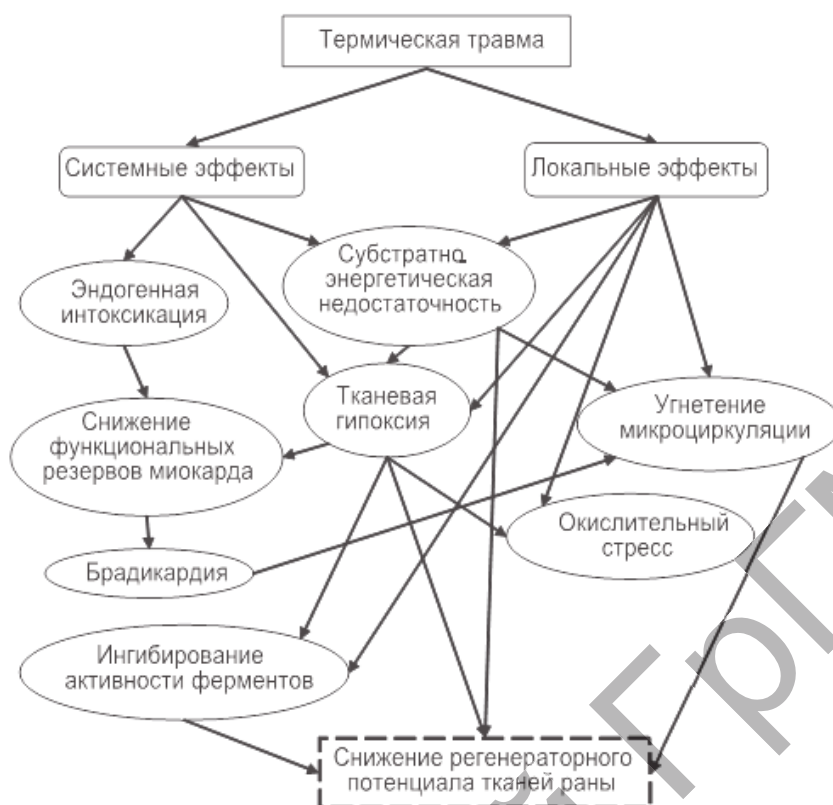 Термическая травма
Системные эффекты
Локальные эффекты
Субстратно-
энергетическая
недостаточность
Эндогенная
интоксикация
Тканевая
гипоксия
Угнетение
микроциркуляции
Снижение
функциональных
резервов миокарда
Окислительный
стресс
Брадикардия
Ингибирование
активности ферментов
Снижение регенераторного
потенциала тканей раны